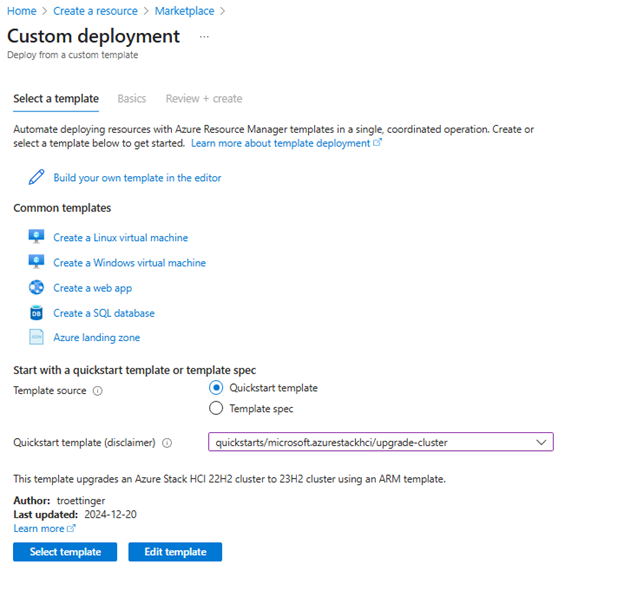 Home > Create a resource > Marketplace >
Custom deployment ...
Deploy from a custom template
Select a template Basics Review + create
Automate deploying resources with Azure Resource Manager templates in a single, coordinated operation. Create or
select a template below to get started. Learn more about template deployment
Build your own template in the editor
Common templates
Create a Linux virtual machine
Create a Windows virtual machine
Create a web app
DB Create a SQL database
Azure landing zone
Start with a quickstart template or template spec
Template source Quickstart template
Template spec
Quickstart template (disclaimer) quickstarts/microsoft.azurestackhci/upgrade-cluster
This template upgrades an Azure Stack HCI 22H2 cluster to 23H2 cluster using an ARM template.
Author: troettinger
Last updated: 2024-12-20
Learn more
Select template Edit template